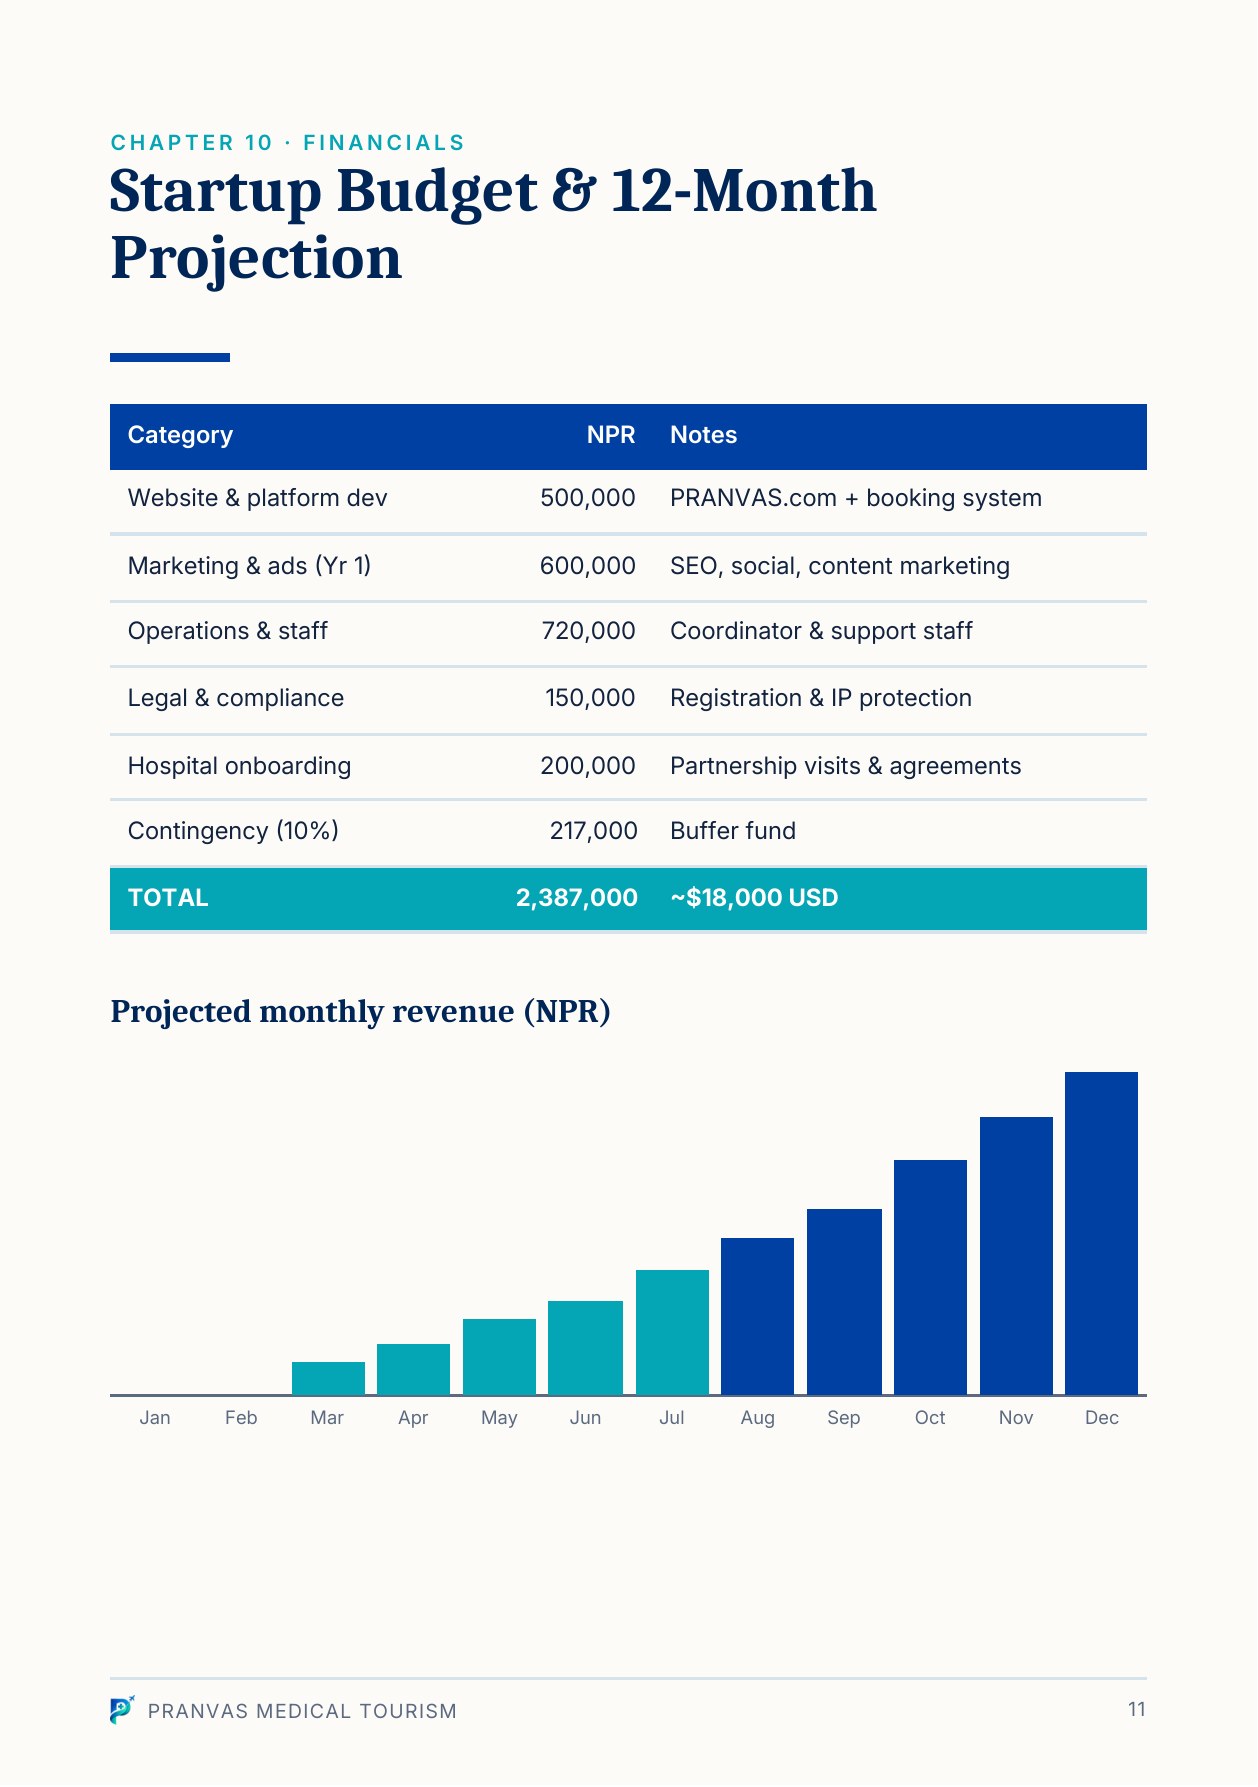 CHAPTER 10 · FINANCIALS
Startup Budget & 12-Month
Projection
Category NPR Notes
Website & platform dev 500,000 PRANVAS.com + booking system
Marketing & ads (Yr 1) 600,000 SEO, social, content marketing
Operations & staff 720,000 Coordinator & support staff
Legal & compliance 150,000 Registration & IP protection
Hospital onboarding 200,000 Partnership visits & agreements
Contingency (10%) 217,000 Buffer fund
TOTAL 2,387,000 ~$18,000 USD
Projected monthly revenue (NPR)
Jan Feb Mar Apr May Jun Jul Aug Sep Oct Nov Dec
PRANVAS MEDICAL TOURISM 11